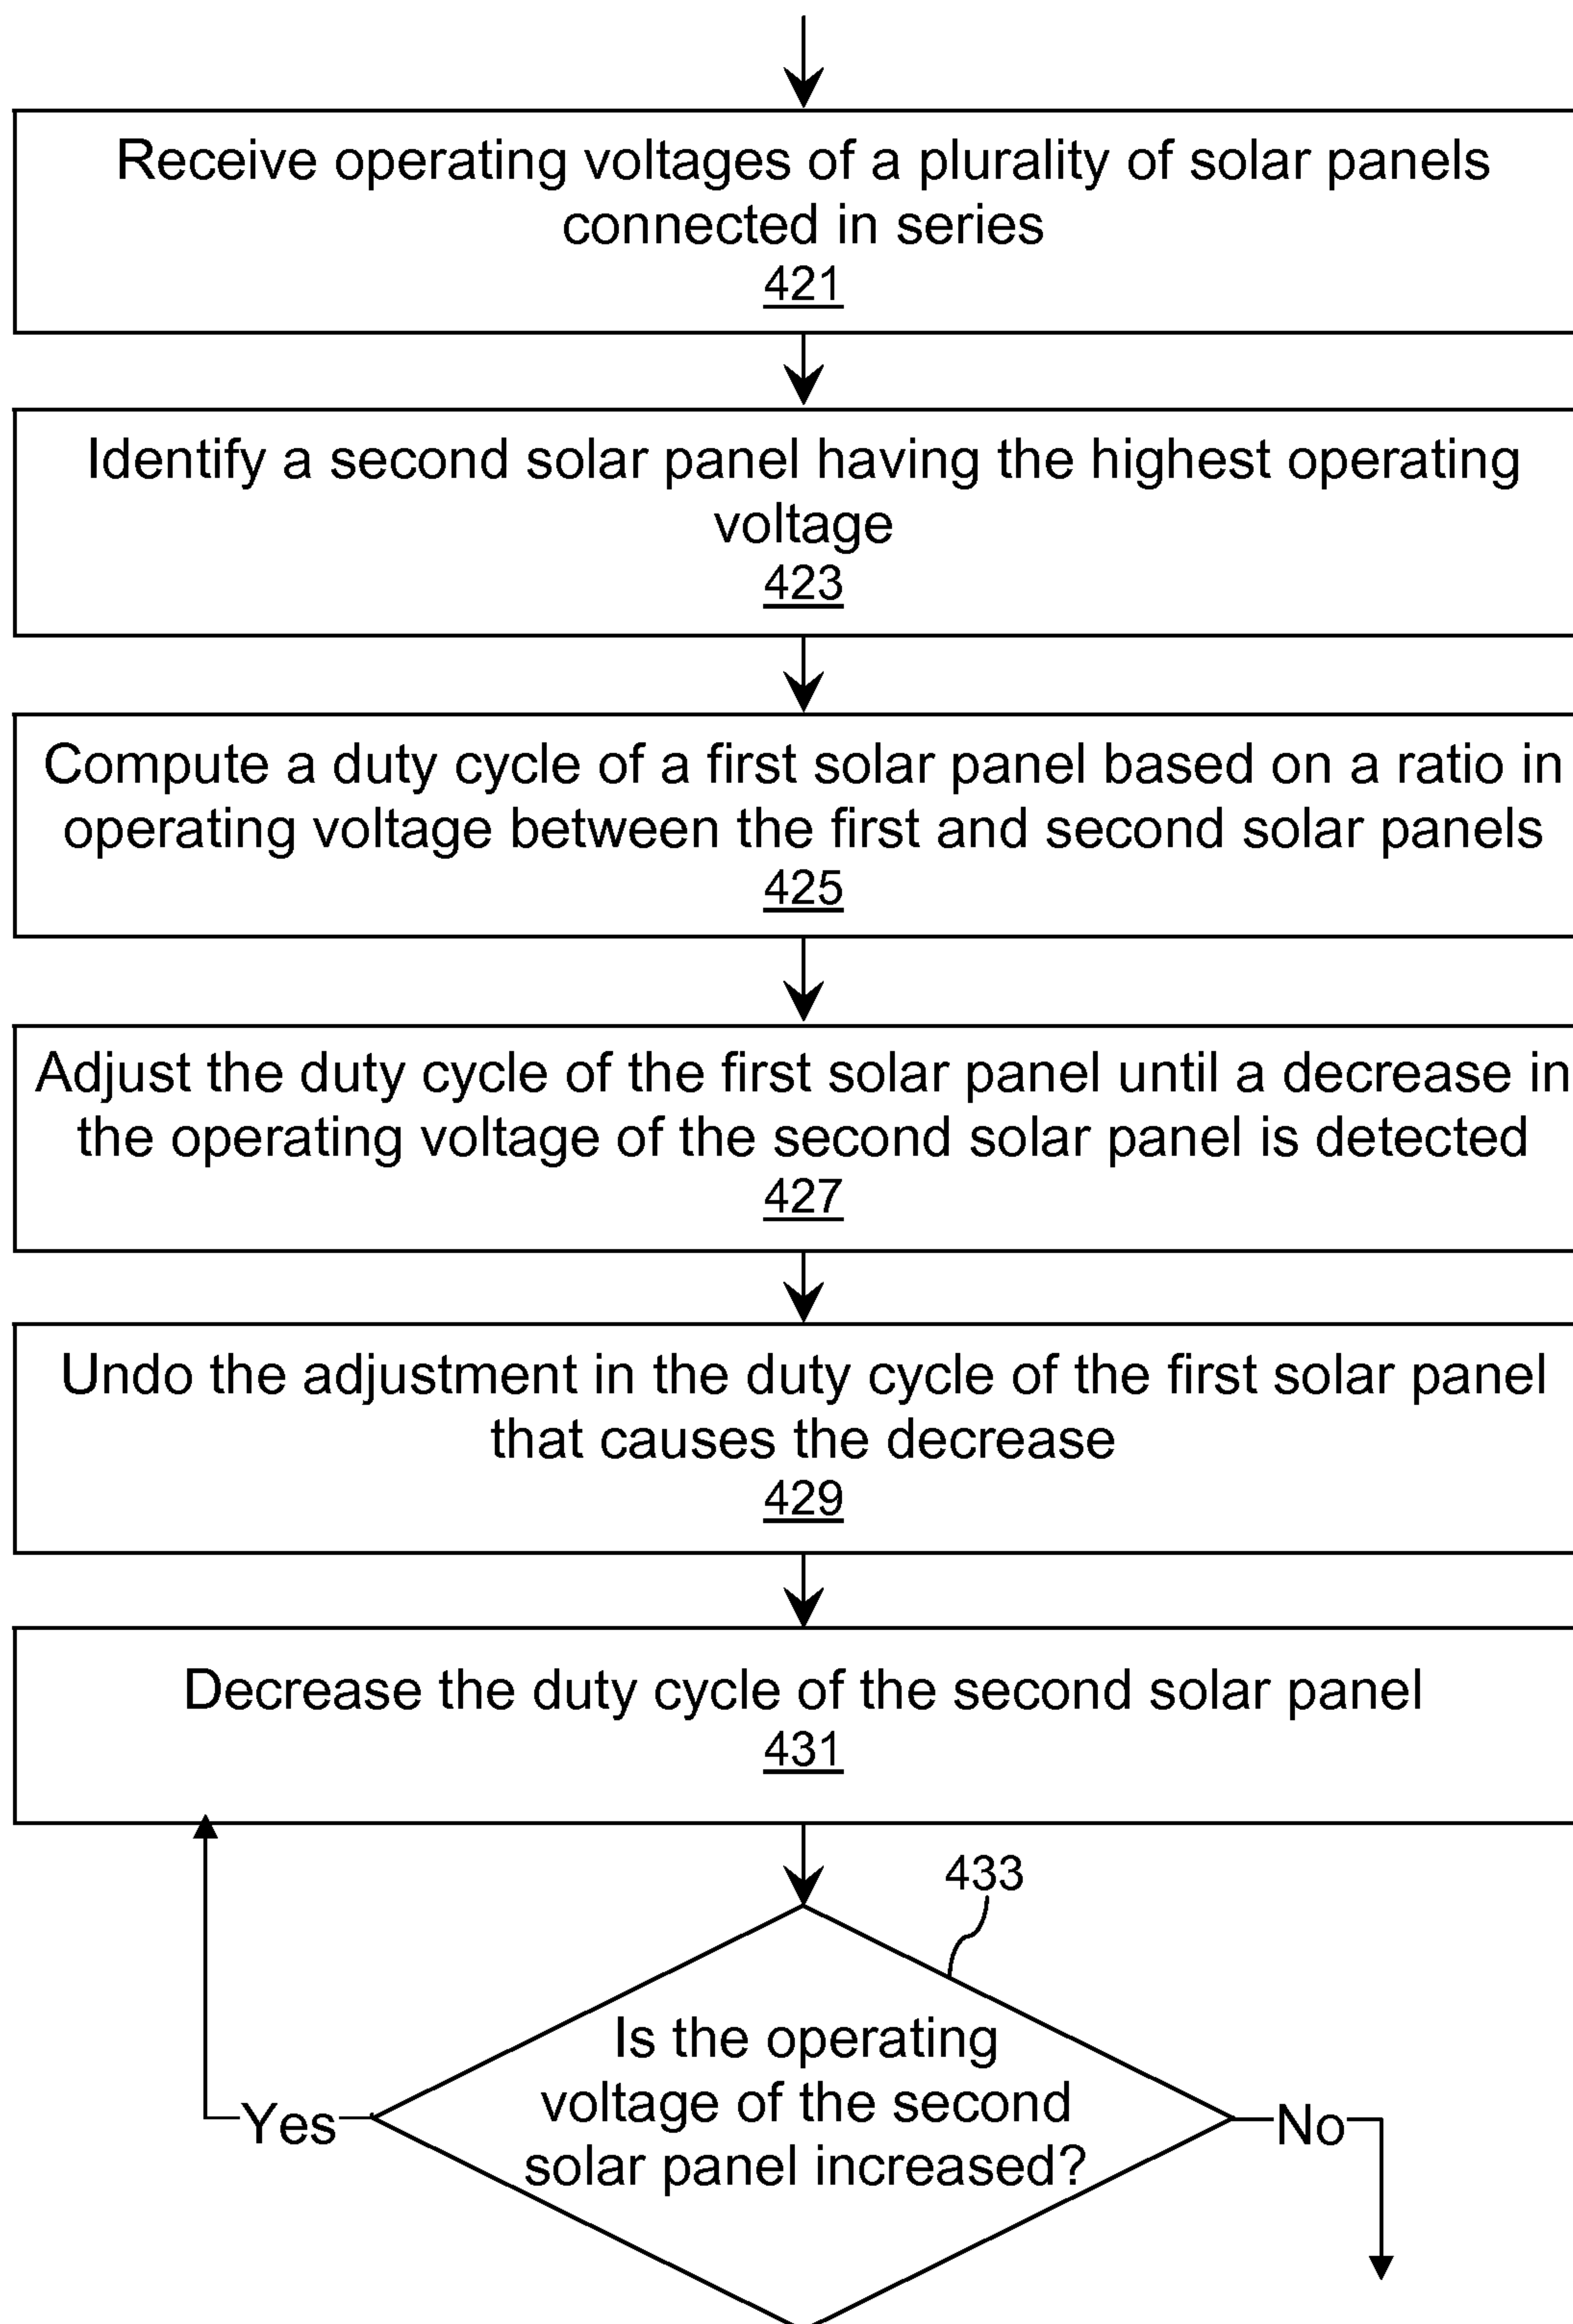 Receive operating voltages of a plurality of solar panels
connected in series
421
Identify a second solar panel having the highest operating
voltage
423
Compute a duty cycle of a first solar panel based on a ratio in
operating voltage between the first and second solar panels
425
Adjust the duty cycle of the first solar panel until a decrease in
the operating voltage of the second solar panel is detected
427
Undo the adjustment in the duty cycle of the first solar panel
that causes the decrease
429
Decrease the duty cycle of the second solar panel
431
433
Is the operating
voltage of the second
solar panel increased?
Yes
No